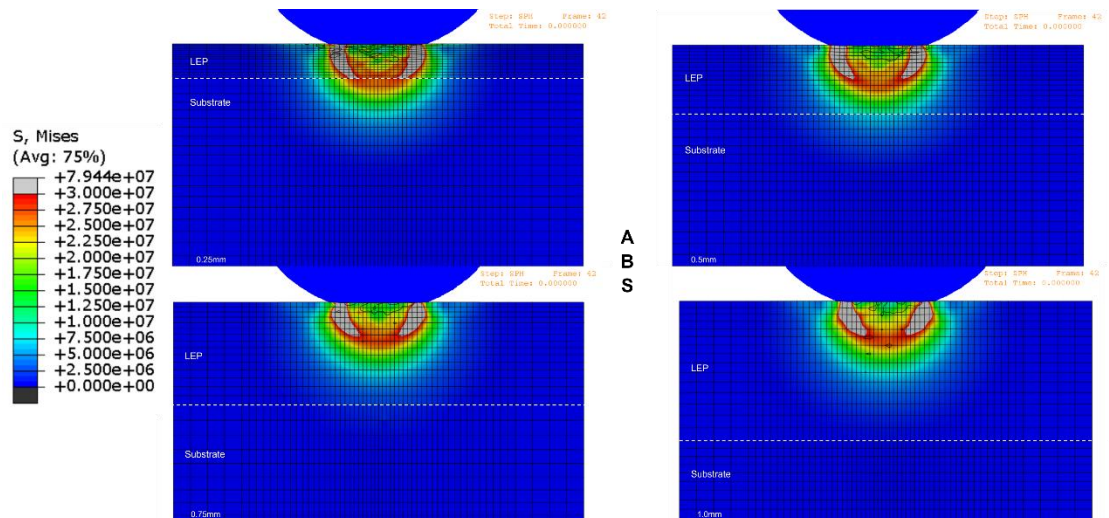 Step: SPH Frame: 42
Total Time: 0.000000
LEP
Substrate
0.25mm
Step: SPH Frame: 42
Total Time: 0.000000
LEP
Substrate
0.5mm
S, Mises
(Avg: 75%)
+7.944e+07
+3.000e+07
+2.750e+07
+2.500e+07
+2.250e+07
+2.000e+07
+1.750e+07
+1.500e+07
+1.250e+07
+1.000e+07
+7.500e+06
+5.000e+06
+2.500e+06
+0.000e+00
A
B
S
Step: SPH Frame: 42
Total Time: 0.000000
LEP
Substrate
0.75mm
Step: SPH Frame: 42
Total Time: 0.000000
LEP
Substrate
1.0mm